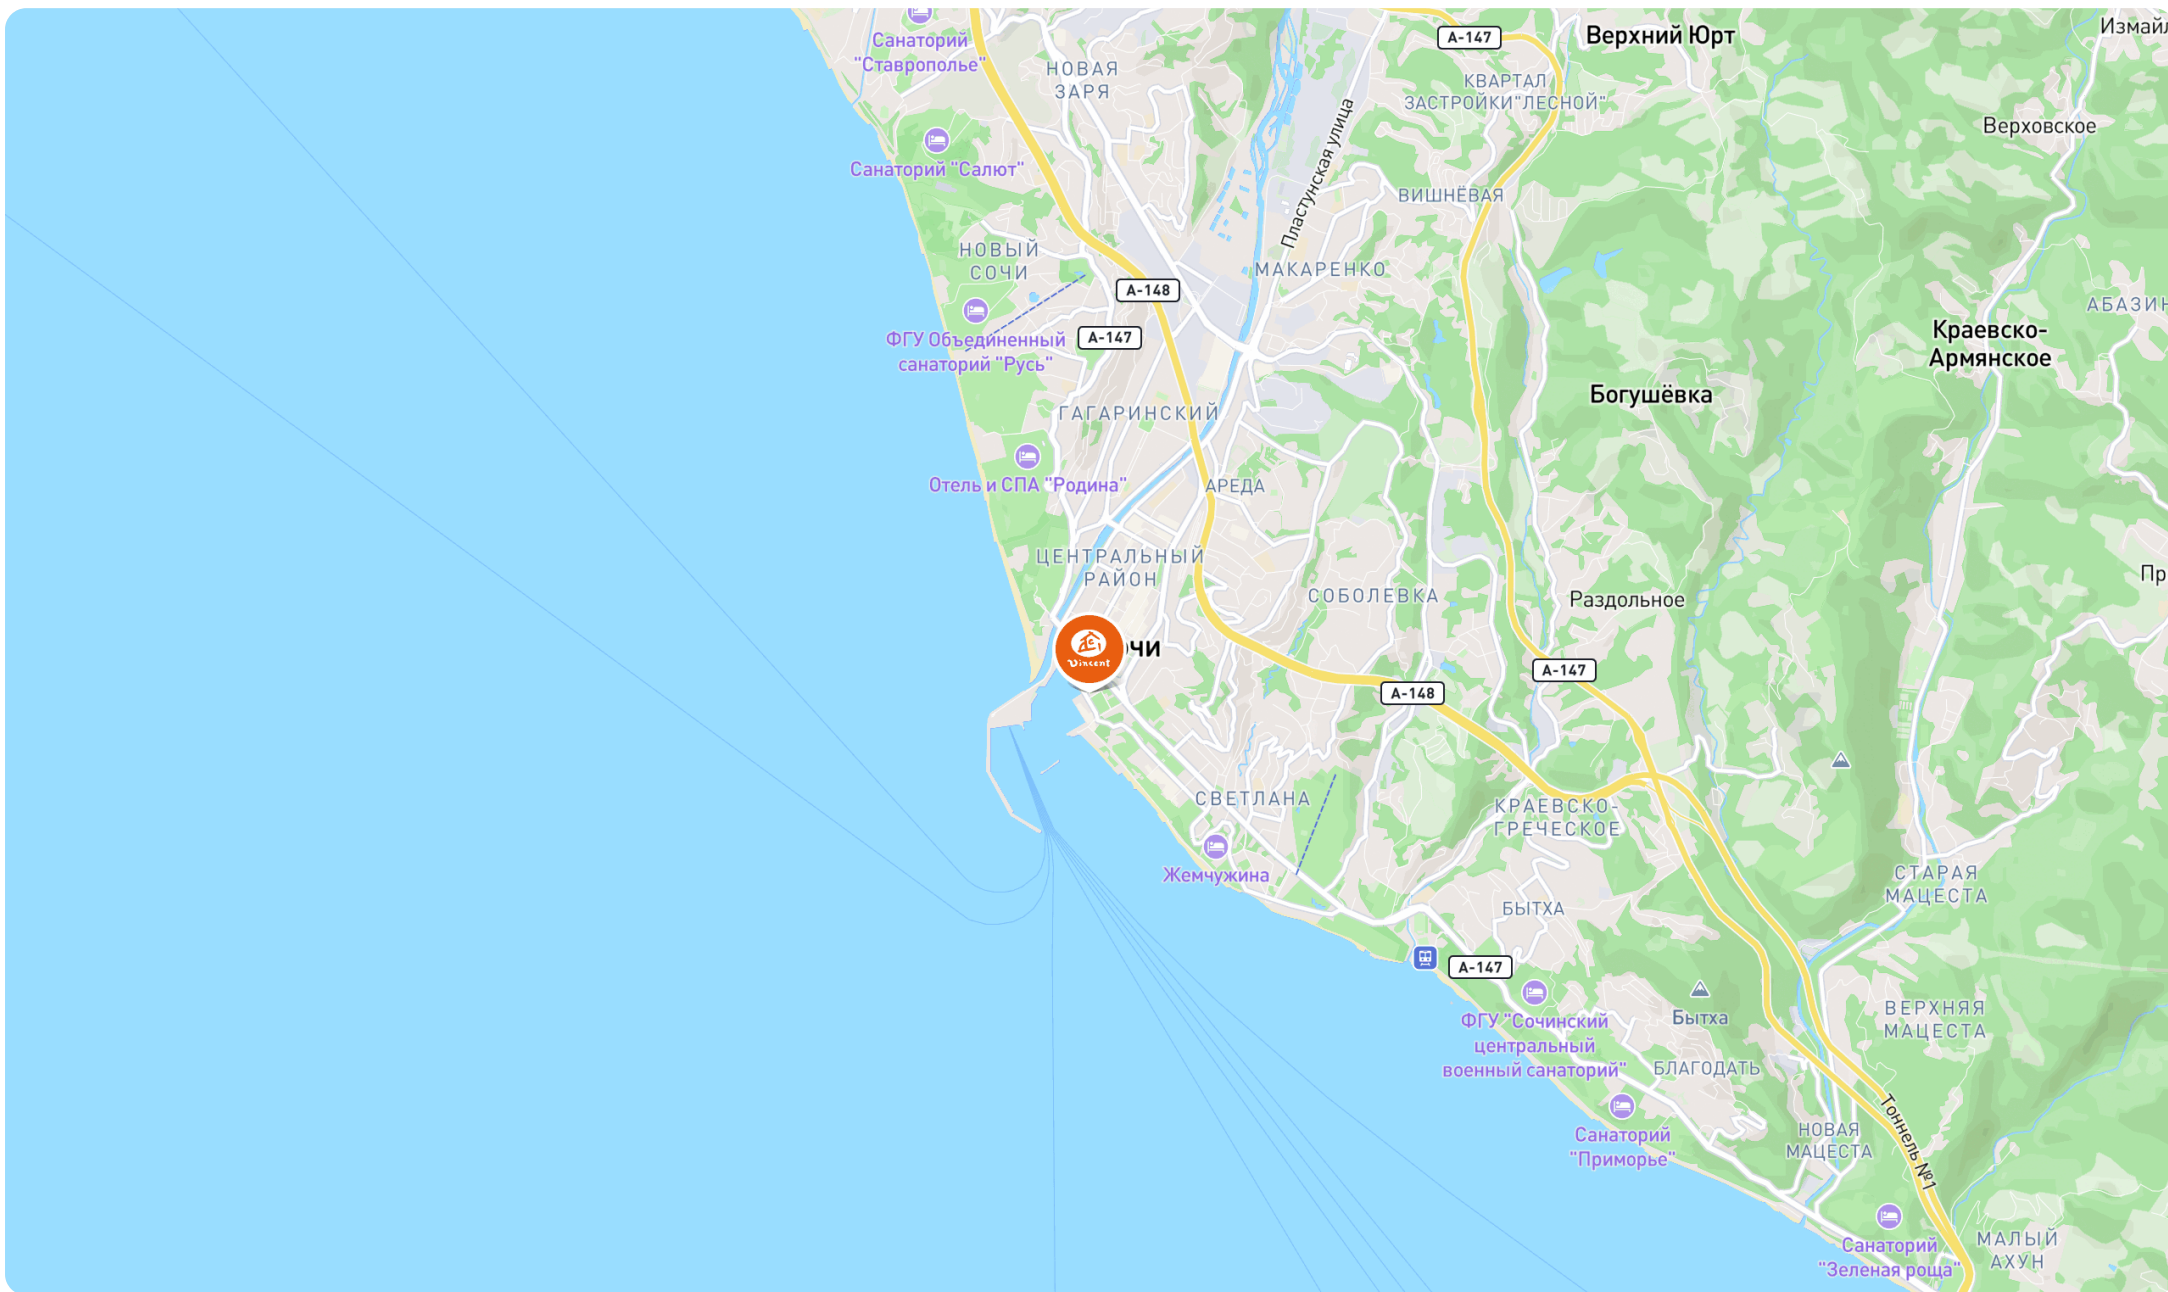 Санаторий
"Ставрополье"
НОВАЯ
ЗАРЯ
А-147
Верхний Юрт
Измай
КВАРТАЛ
ЗАСТРОЙКИ"ЛЕСНОЙ"
Пластунская улица
Верховское
Санаторий "Салют"
ВИШНЁВАЯ
НОВЫЙ
СОЧИ
МАКАРЕНКО
А-148
АБАЗИН
ФГУ Объединенный
санаторий "Русь"
А-147
Краевско-
Армянское
Богушёвка
ГАГАРИНСКИЙ
Отель и СПА "Родина"
АРЕДА
ЦЕНТРАЛЬНЫЙ
РАЙОН
СОБОЛЕВКА
Раздольное
Пр
Vincent
ОЧИ
А-147
А-148
СВЕТЛАНА
КРАЕВСКО-
ГРЕЧЕСКОЕ
Жемчужина
СТАРАЯ
МАЦЕСТА
БЫТХА
А-147
ФГУ "Сочинский
центральный
военный санаторий"
Бытха
ВЕРХНЯЯ
МАЦЕСТА
БЛАГОДАТЬ
Санаторий
"Приморье"
НОВАЯ
МАЦЕСТА
Тоннель №1
Санаторий
"Зеленая роща"
МАЛЫЙ
АХУН